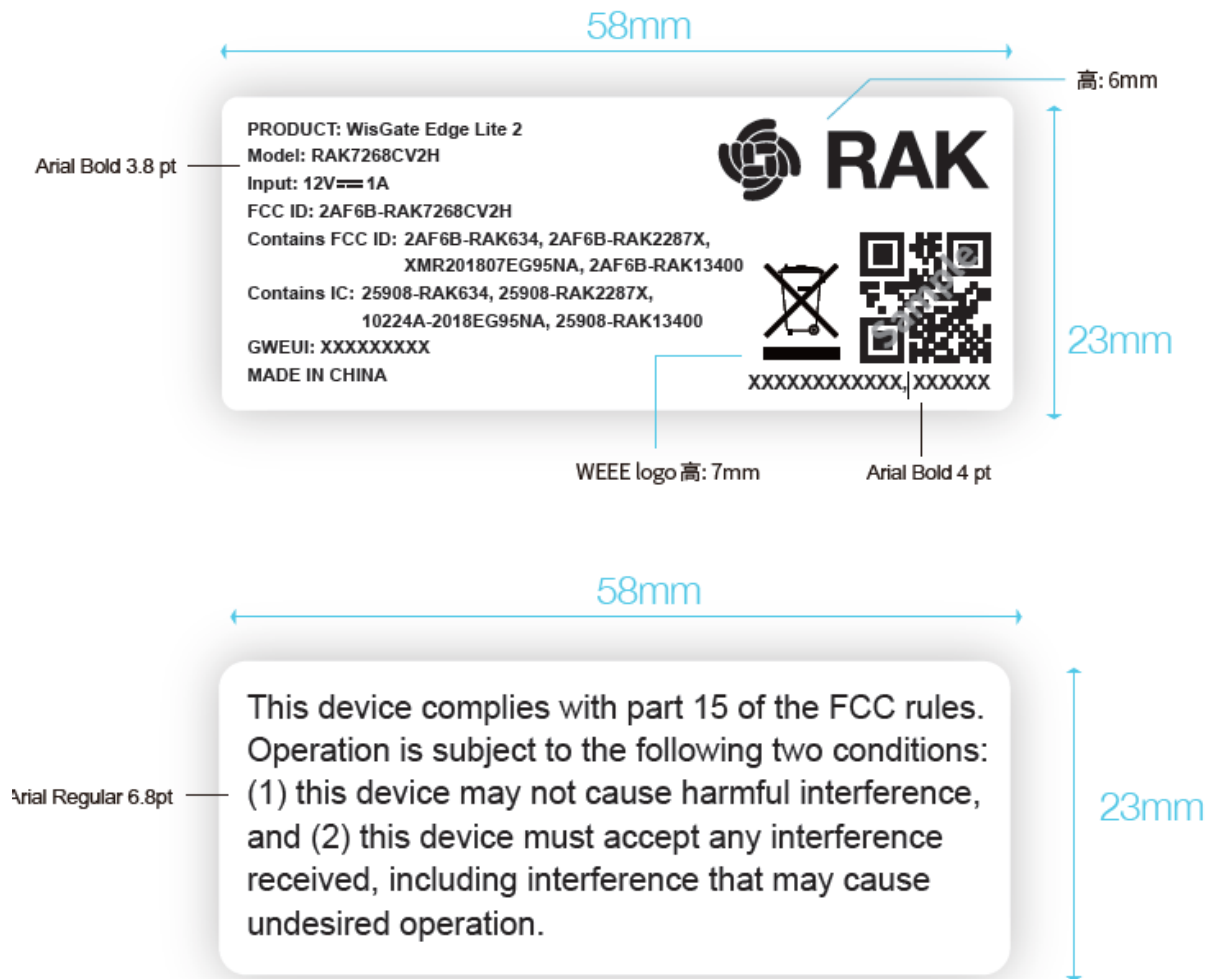 58mm
高: 6mm
PRODUCT: WisGate Edge Lite 2
Model: RAK7268CV2H
Input: 12V⎓1A
FCC ID: 2AF6B-RAK7268CV2H
Contains FCC ID: 2AF6B-RAK634, 2AF6B-RAK2287X,
XMR201807EG95NA, 2AF6B-RAK13400
Contains IC: 25908-RAK634, 25908-RAK2287X,
10224A-2018EG95NA, 25908-RAK13400
GWEUI: XXXXXXXXX
MADE IN CHINA
Arial Bold 3.8 pt
RAK
Sample
XXXXXXXXXXXX, XXXXXX
23mm
WEEE logo 高: 7mm
Arial Bold 4 pt
58mm
Arial Regular 6.8pt
This device complies with part 15 of the FCC rules.
Operation is subject to the following two conditions:
(1) this device may not cause harmful interference,
and (2) this device must accept any interference
received, including interference that may cause
undesired operation.
23mm